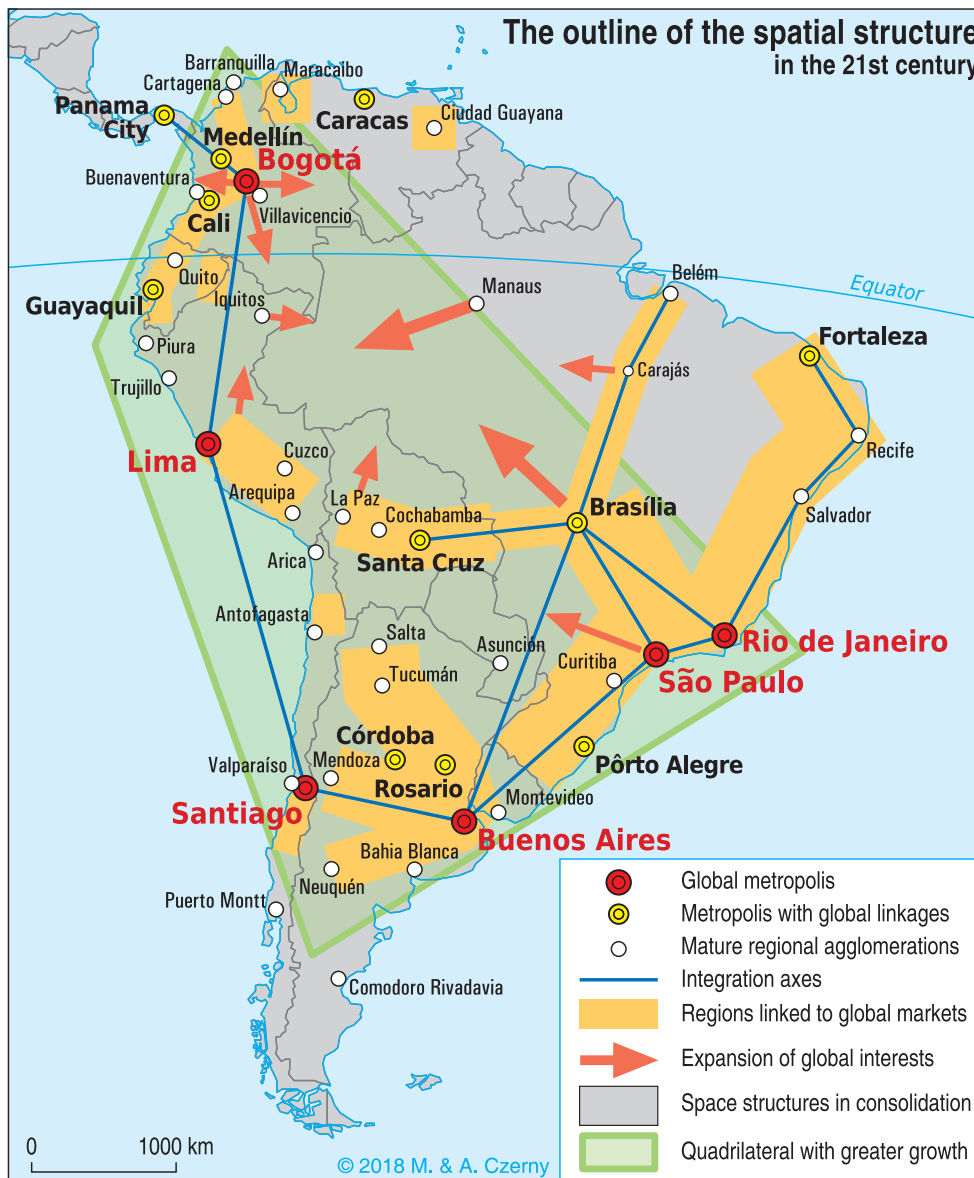 The outline of the spatial structure
in the 21st century
Barranquilla
Cartagena
Maracaibo
Panama
City
Caracas
Ciudad Guayana
Medellín
Bogotá
Buenaventura
Cali
Villavicencio
Quito
Iquitos
Guayaquil
Manaus
Belém
Equator
Piura
Trujillo
Fortaleza
Carajás
Lima
Cuzco
Recife
Arequipa
La Paz
Cochabamba
Brasília
Salvador
Arica
Santa Cruz
Antofagasta
Salta
Asunción
Curitiba
Rio de Janeiro
São Paulo
Tucumán
Córdoba
Valparaíso
Mendoza
Rosario
Pôrto Alegre
Santiago
Montevideo
Buenos Aires
Bahia Blanca
Neuquén
Puerto Montt
Comodoro Rivadavia
Global metropolis
Metropolis with global linkages
Mature regional agglomerations
Integration axes
Regions linked to global markets
Expansion of global interests
Space structures in consolidation
Quadrilateral with greater growth
0 1000 km
© 2018 M. & A. Czerny